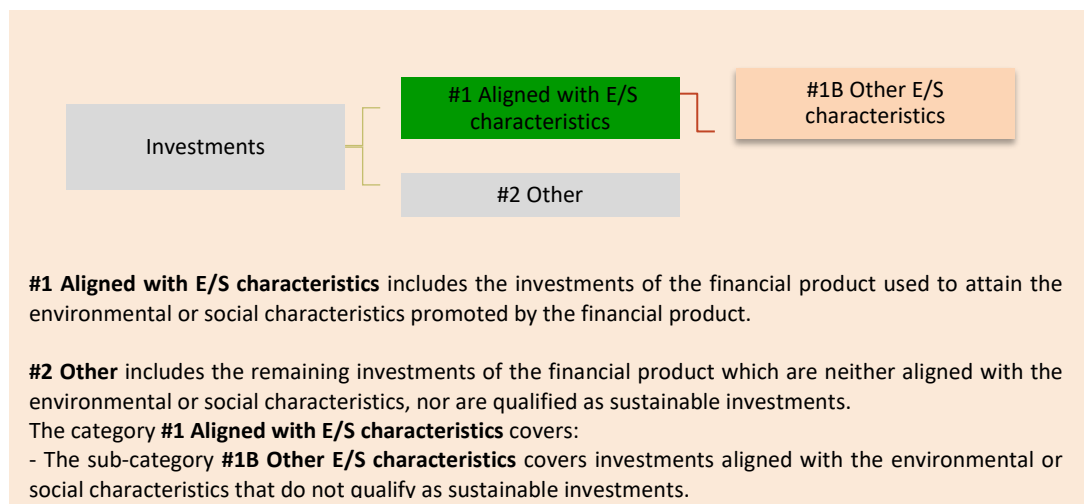 #1 Aligned with E/S
characteristics
#1B Other E/S
characteristics
Investments
#2 Other
#1 Aligned with E/S characteristics includes the investments of the financial product used to attain the
environmental or social characteristics promoted by the financial product.
#2 Other includes the remaining investments of the financial product which are neither aligned with the
environmental or social characteristics, nor are qualified as sustainable investments.
The category #1 Aligned with E/S characteristics covers:
- The sub-category #1B Other E/S characteristics covers investments aligned with the environmental or
social characteristics that do not qualify as sustainable investments.